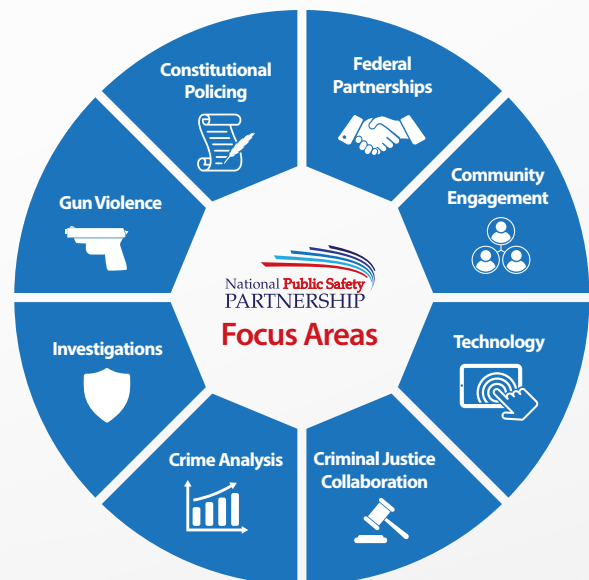 Constitutional
Policing
Federal
Partnerships
Community
Engagement
Technology
Criminal Justice
Collaboration
Crime Analysis
Investigations
Gun Violence
National Public Safety
PARTNERSHIP
Focus Areas